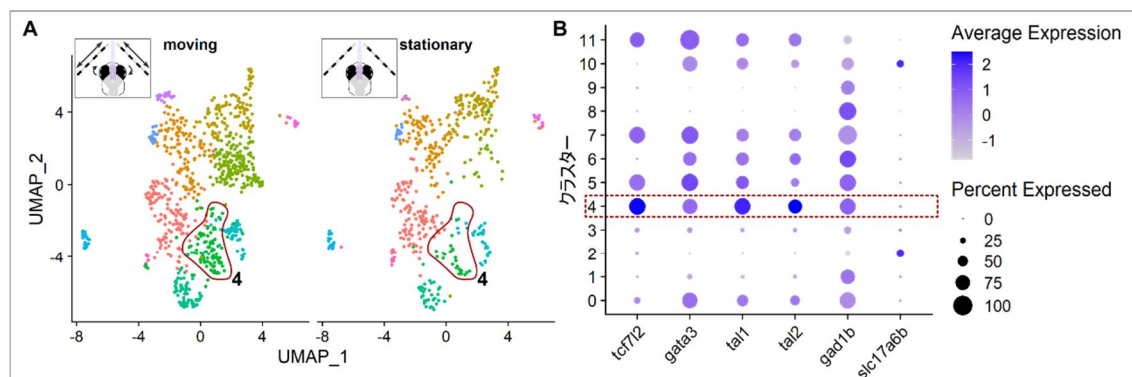 A
moving
stationary
UMAP_2
4
0
-4
4
4
-8
-4
0
4
-8
-4
0
4
UMAP_1
B
クラスター
11
10
9
8
7
6
5
4
3
2
1
0
tcf7l2
gata3
tal1
tal2
gad1b
slc17a6b
Average Expression
2
1
0
-1
Percent Expressed
0
25
50
75
100